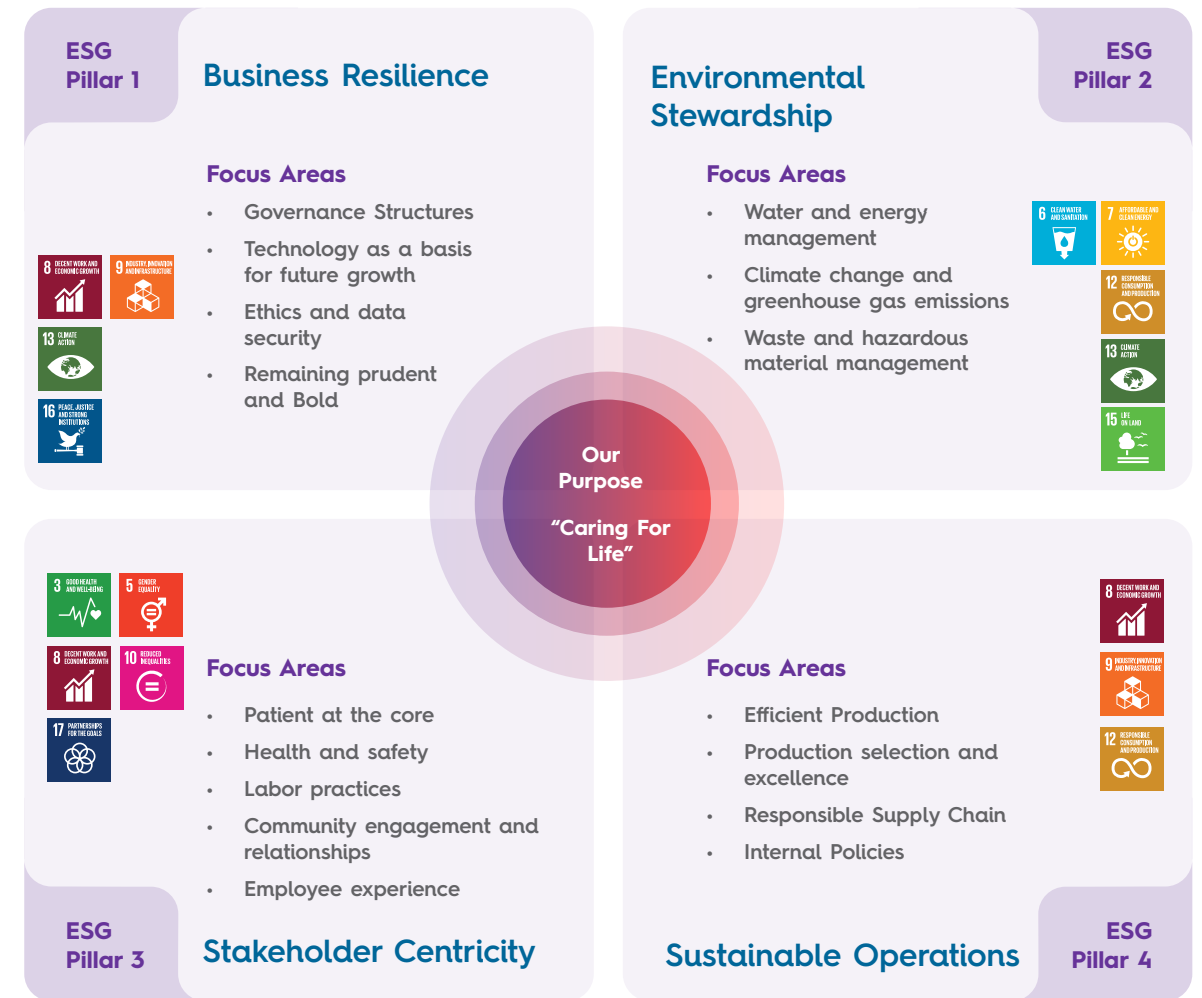 ESG
Pillar 1
Business Resilience
Focus Areas
• Governance Structures
• Technology as a basis
for future growth
• Ethics and data
security
• Remaining prudent
and Bold
8 DECENT WORK AND
ECONOMIC GROWTH
9 INDUSTRY, INNOVATION
AND INFRASTRUCTURE
13 CLIMATE
ACTION
16 PEACE, JUSTICE
AND STRONG
INSTITUTIONS
ESG
Pillar 2
Environmental
Stewardship
Focus Areas
• Water and energy
management
• Climate change and
greenhouse gas emissions
• Waste and hazardous
material management
6 CLEAN WATER
AND SANITATION
7 AFFORDABLE AND
CLEAN ENERGY
12 RESPONSIBLE
CONSUMPTION
AND PRODUCTION
13 CLIMATE
ACTION
15 LIFE
ON LAND
Our
Purpose
“Caring For
Life”
3 GOOD HEALTH
AND WELL-BEING
5 GENDER
EQUALITY
8 DECENT WORK AND
ECONOMIC GROWTH
10 REDUCED
INEQUALITIES
17 PARTNERSHIPS
FOR THE GOALS
Focus Areas
• Patient at the core
• Health and safety
• Labor practices
• Community engagement and
relationships
• Employee experience
ESG
Pillar 3
Stakeholder Centricity
Focus Areas
• Efficient Production
• Production selection and
excellence
• Responsible Supply Chain
• Internal Policies
8 DECENT WORK AND
ECONOMIC GROWTH
9 INDUSTRY, INNOVATION
AND INFRASTRUCTURE
12 RESPONSIBLE
CONSUMPTION
AND PRODUCTION
Sustainable Operations
ESG
Pillar 4